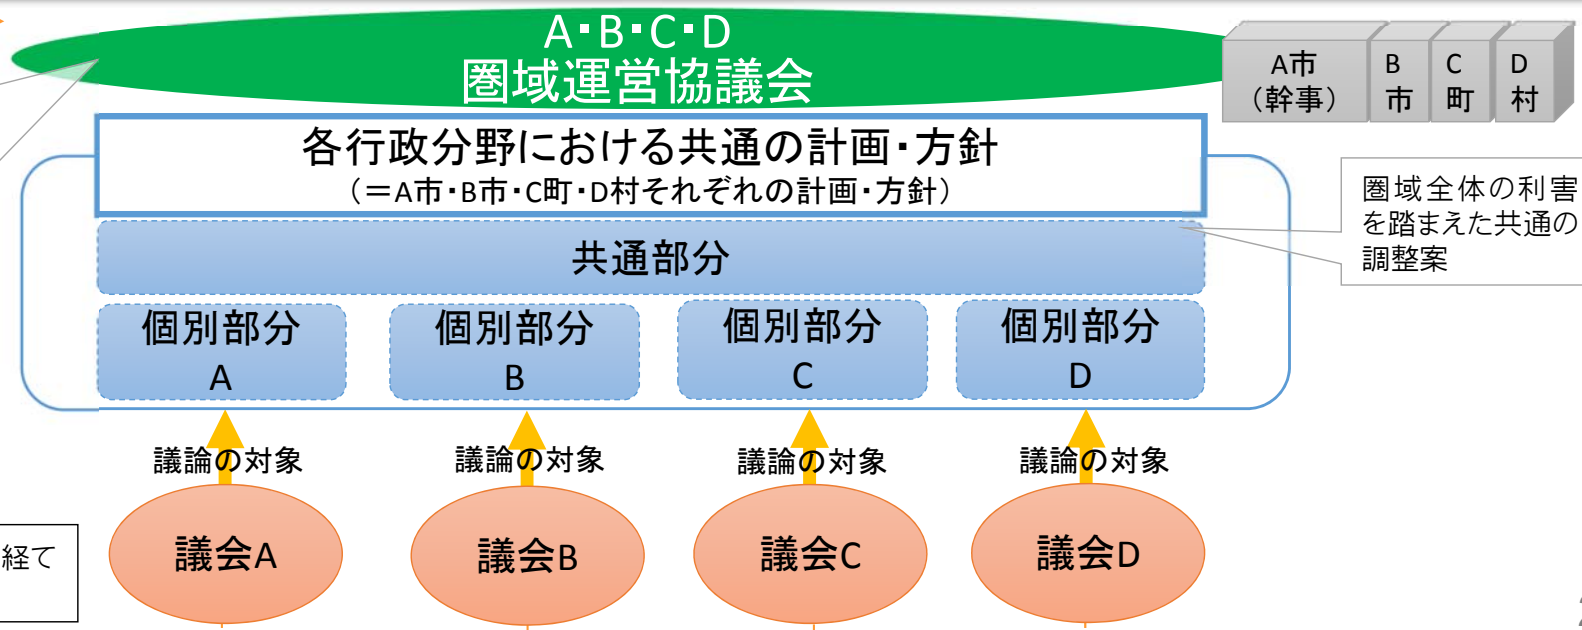 A・B・C・D
圏域運営協議会
A市
（幹事）
B
市
C
町
D
村
各行政分野における共通の計画・方針
（＝A市・B市・C町・D村それぞれの計画・方針）
圏域全体の利害
を踏まえた共通の
調整案
共通部分
個別部分
A
個別部分
B
個別部分
C
個別部分
D
議論の対象
議論の対象
議論の対象
議論の対象
経て
議会A
議会B
議会C
議会D